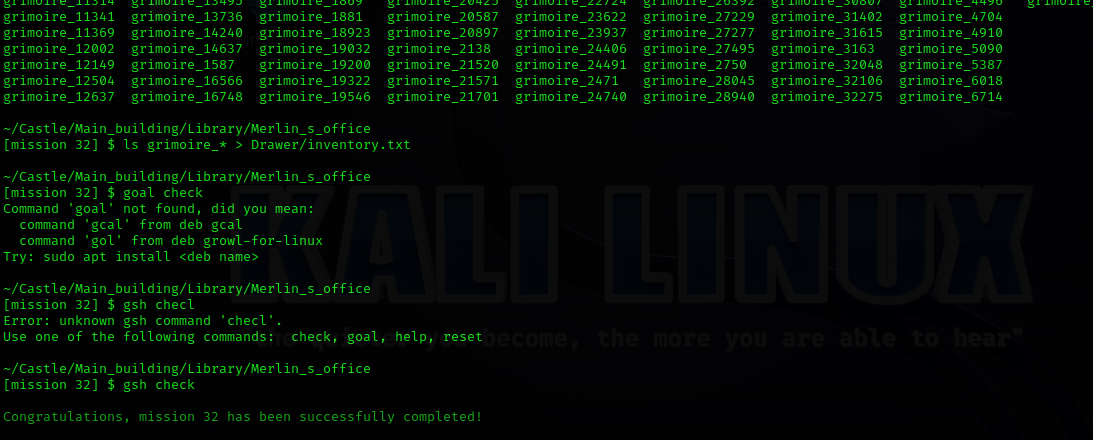 grimoire_11314  grimoire_13495  grimoire_1869   grimoire_20425  grimoire_22724  grimoire_26392  grimoire_30807  grimoire_4496
grimoire_11341  grimoire_13736  grimoire_1881   grimoire_20587  grimoire_23622  grimoire_27229  grimoire_31402  grimoire_4704
grimoire_11369  grimoire_14240  grimoire_18923  grimoire_20897  grimoire_23937  grimoire_27277  grimoire_31615  grimoire_4910
grimoire_12002  grimoire_14637  grimoire_19032  grimoire_2138   grimoire_24406  grimoire_27495  grimoire_3163   grimoire_5090
grimoire_12149  grimoire_1587   grimoire_19200  grimoire_21520  grimoire_24491  grimoire_2750   grimoire_32048  grimoire_5387
grimoire_12504  grimoire_16566  grimoire_19322  grimoire_21571  grimoire_2471   grimoire_28045  grimoire_32106  grimoire_6018
grimoire_12637  grimoire_16748  grimoire_19546  grimoire_21701  grimoire_24740  grimoire_28940  grimoire_32275  grimoire_6714
~/Castle/Main_building/Library/Merlin_s_office
[mission 32] $ ls grimoire_* > Drawer/inventory.txt
~/Castle/Main_building/Library/Merlin_s_office
[mission 32] $ goal check
Command 'goal' not found, did you mean:
  command 'gcal' from deb gcal
  command 'gol' from deb growl-for-linux
Try: sudo apt install <deb name>
~/Castle/Main_building/Library/Merlin_s_office
[mission 32] $ gsh checl
Error: unknown gsh command 'checl'.
Use one of the following commands:  check, goal, help, reset
~/Castle/Main_building/Library/Merlin_s_office
[mission 32] $ gsh check
Congratulations, mission 32 has been successfully completed!
KALI LINUX
become, the more you are able to hear"